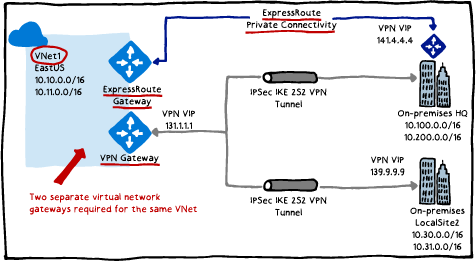 ExpressRoute
Private Connectivity
VPN VIP
141.4.4.4
VNet1
EastUS
10.10.0.0/16
10.11.0.0/16
ExpressRoute
Gateway
IPSec IKE S2S VPN
Tunnel
On-premises HQ
10.100.0.0/16
10.200.0.0/16
VPN VIP
131.1.1.1
VPN Gateway
VPN VIP
139.9.9.9
Two separate virtual network
gateways required for the same VNet
IPSec IKE S2S VPN
Tunnel
On-premises
LocalSite2
10.30.0.0/16
10.31.0.0/16